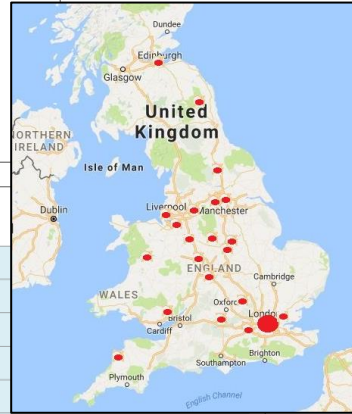 Dundee
Edinburgh
Glasgow
United
Kingdom
NORTHERN
IRELAND
Isle of Man
Dublin
Liverpool
Manchester
ENGLAND
Cambridge
WALES
Oxford
London
Bristol
Cardiff
Brighton
Southampton
Plymouth
English Channel